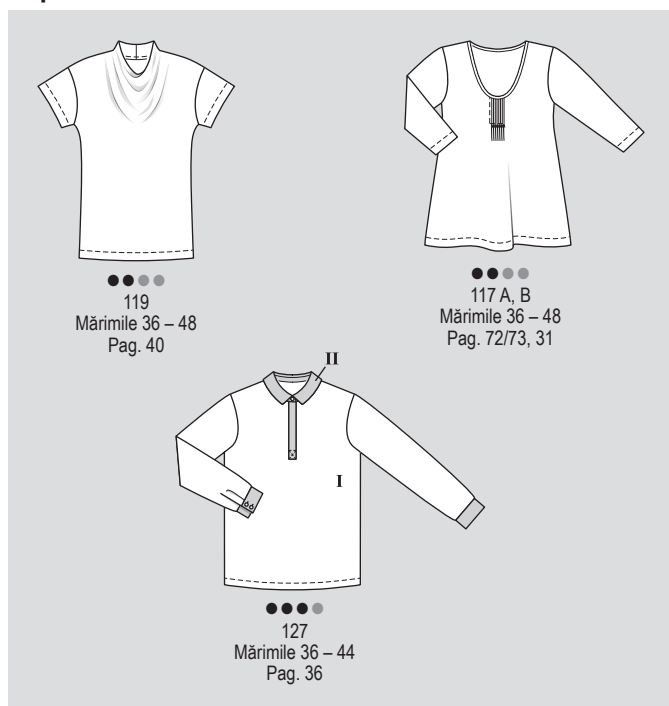 119
Mărimile 36 – 48
Pag. 40
117 A, B
Mărimile 36 – 48
Pag. 72/73, 31
II
I
127
Mărimile 36 – 44
Pag. 36